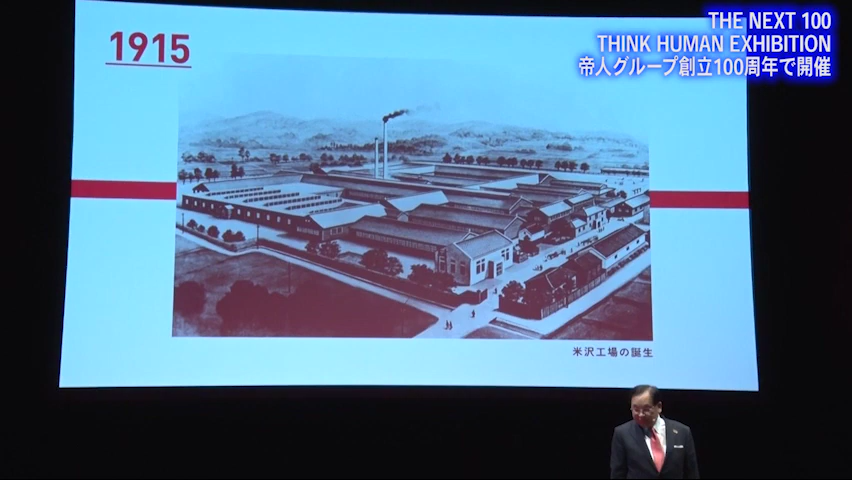 THE NEXT 100
THINK HUMAN EXHIBITION
帝人グループ創立100周年で開催
1915
米沢工場の誕生